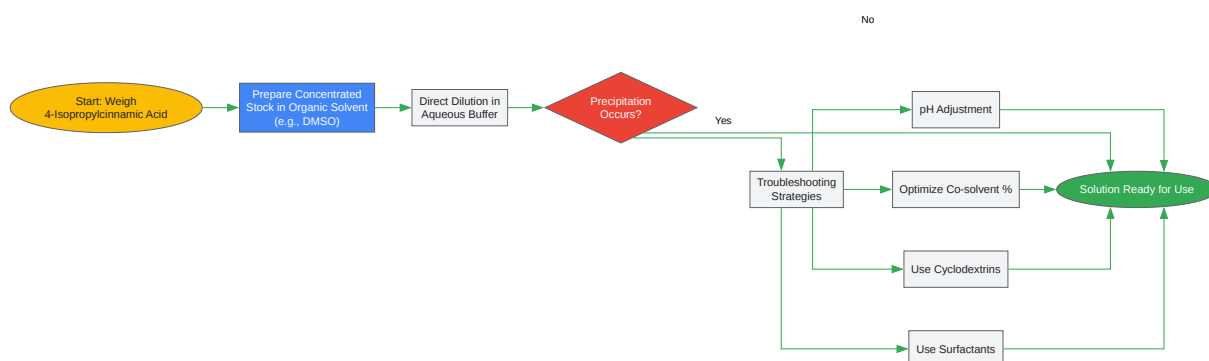 No
Start: Weigh
4-Isopropylcinnamic Acid
Prepare Concentrated
Stock in Organic Solvent
(e.g., DMSO)
Direct Dilution in
Aqueous Buffer
Precipitation
Occurs?
Yes
pH Adjustment
Troubleshooting
Strategies
Optimize Co-solvent %
Solution Ready for Use
Use Cyclodextrins
Use Surfactants